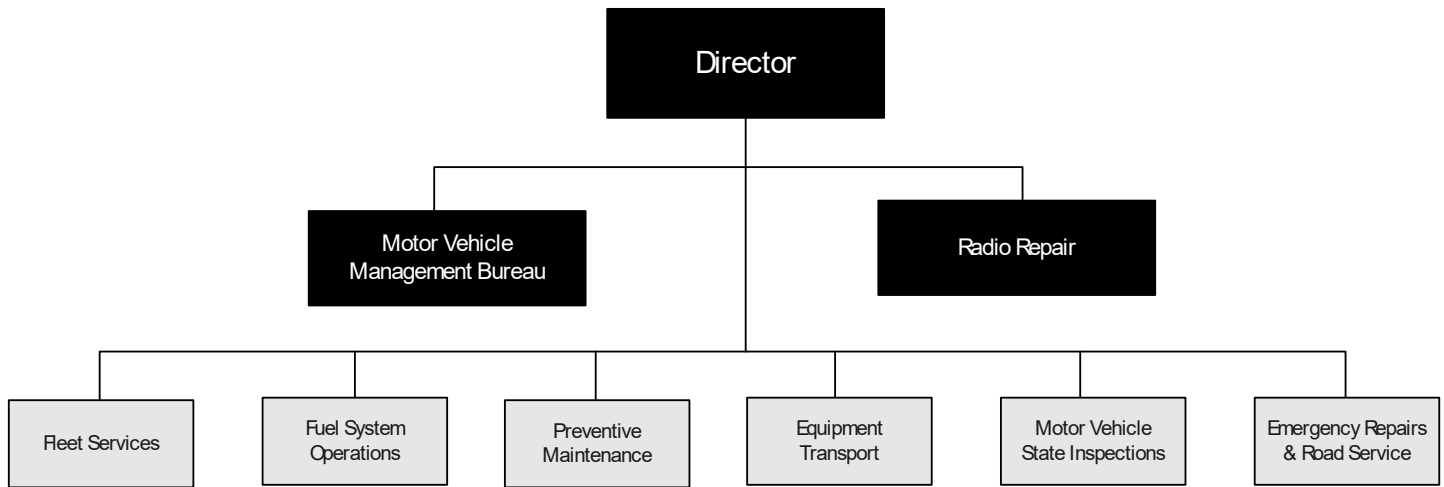 Director
Motor Vehicle
Management Bureau
Radio Repair
Fleet Services
Fuel System
Operations
Preventive
Maintenance
Equipment
Transport
Motor Vehicle
State Inspections
Emergency Repairs
& Road Service